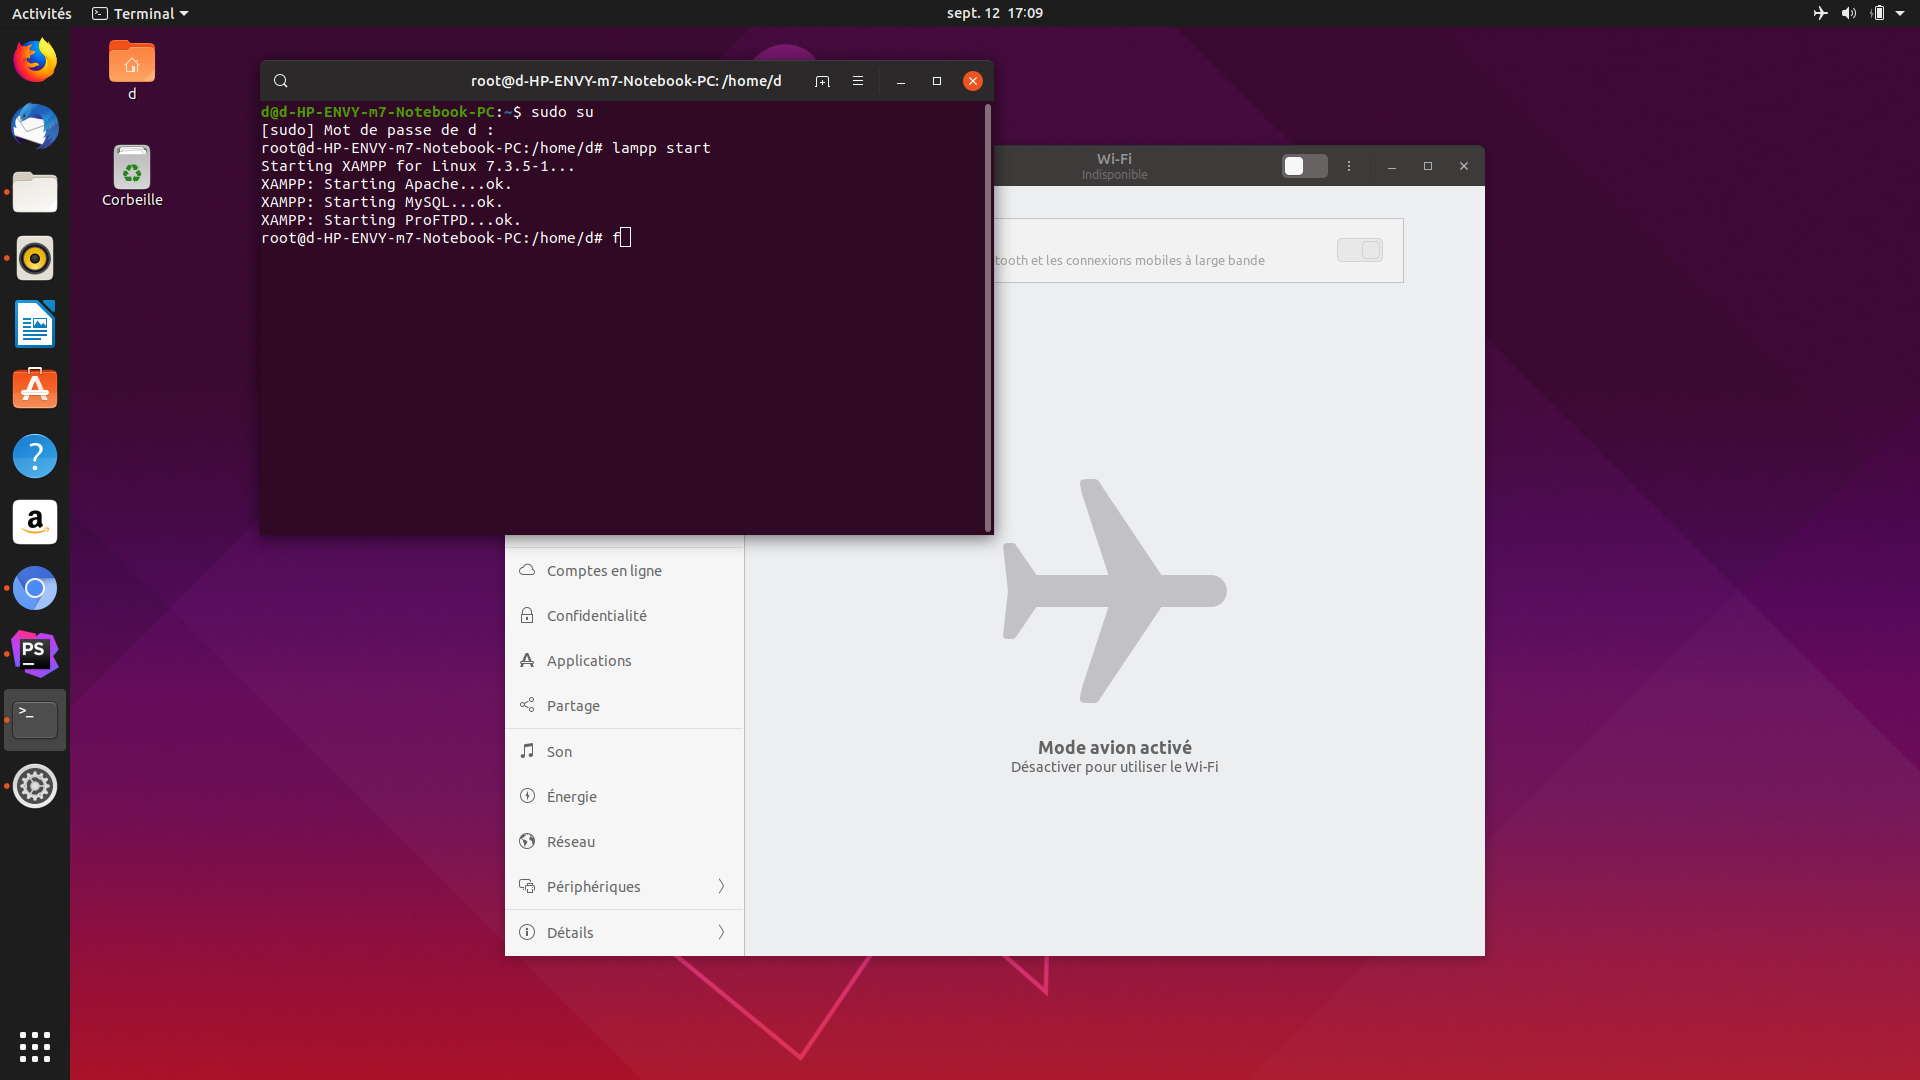 Activités
Terminal
sept. 12 17:09
d
Corbeille
root@d-HP-ENVY-m7-Notebook-PC: /home/d
d@d-HP-ENVY-m7-Notebook-PC:~$ sudo su
[sudo] Mot de passe de d :
root@d-HP-ENVY-m7-Notebook-PC:/home/d# lampp start
Starting XAMPP for Linux 7.3.5-1...
XAMPP: Starting Apache...ok.
XAMPP: Starting MySQL...ok.
XAMPP: Starting ProFTPD...ok.
root@d-HP-ENVY-m7-Notebook-PC:/home/d# f
Wi-Fi
Indisponible
tooth et les connexions mobiles à large bande
Comptes en ligne
Confidentialité
Applications
Partage
Son
Énergie
Réseau
Périphériques
Détails
Mode avion activé
Désactiver pour utiliser le Wi-Fi
?
a
PS
>_